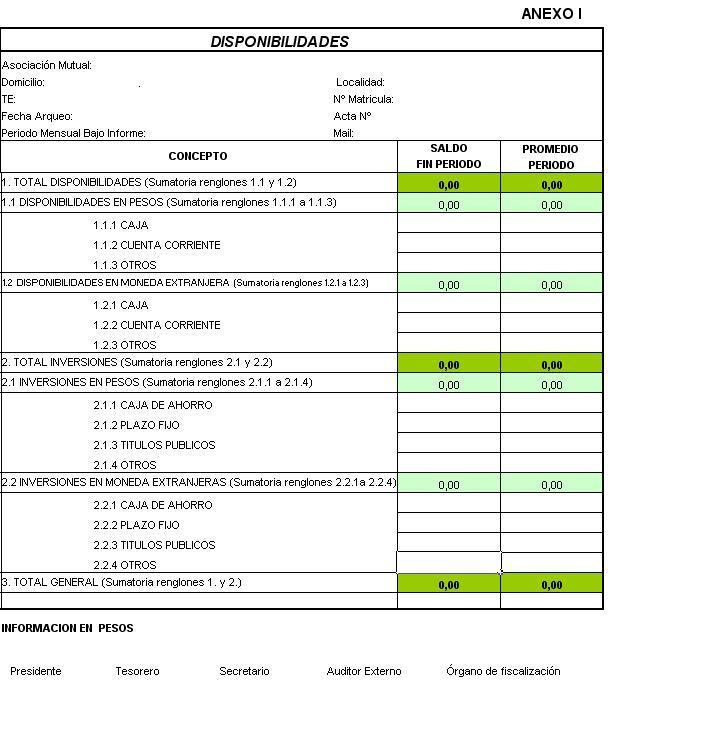 ANEXO I
DISPONIBILIDADES
Asociación Mutual:
Domicilio: . Localidad:
TE: Nº Matricula:
Fecha Arqueo: Acta Nº
Periodo Mensual Bajo Informe: Mail:
CONCEPTO SALDO FIN PERIODO PROMEDIO PERIODO
1. TOTAL DISPONIBILIDADES (Sumatoria renglones 1.1 y 1.2) 0,00 0,00
1.1 DISPONIBILIDADES EN PESOS (Sumatoria renglones 1.1.1 a 1.1.3) 0,00 0,00
1.1.1 CAJA
1.1.2 CUENTA CORRIENTE
1.1.3 OTROS
1.2 DISPONIBILIDADES EN MONEDA EXTRANJERA (Sumatoria renglones 1.2.1 a 1.2.3) 0,00 0,00
1.2.1 CAJA
1.2.2 CUENTA CORRIENTE
1.2.3 OTROS
2. TOTAL INVERSIONES (Sumatoria renglones 2.1 y 2.2) 0,00 0,00
2.1 INVERSIONES EN PESOS (Sumatoria renglones 2.1.1 a 2.1.4) 0,00 0,00
2.1.1 CAJA DE AHORRO
2.1.2 PLAZO FIJO
2.1.3 TITULOS PUBLICOS
2.1.4 OTROS
2.2 INVERSIONES EN MONEDA EXTRANJERAS (Sumatoria renglones 2.2.1a 2.2.4) 0,00 0,00
2.2.1 CAJA DE AHORRO
2.2.2 PLAZO FIJO
2.2.3 TITULOS PUBLICOS
2.2.4 OTROS
3. TOTAL GENERAL (Sumatoria renglones 1. y 2.) 0,00 0,00
INFORMACION EN PESOS
Presidente Tesorero Secretario Auditor Externo Órgano de fiscalización